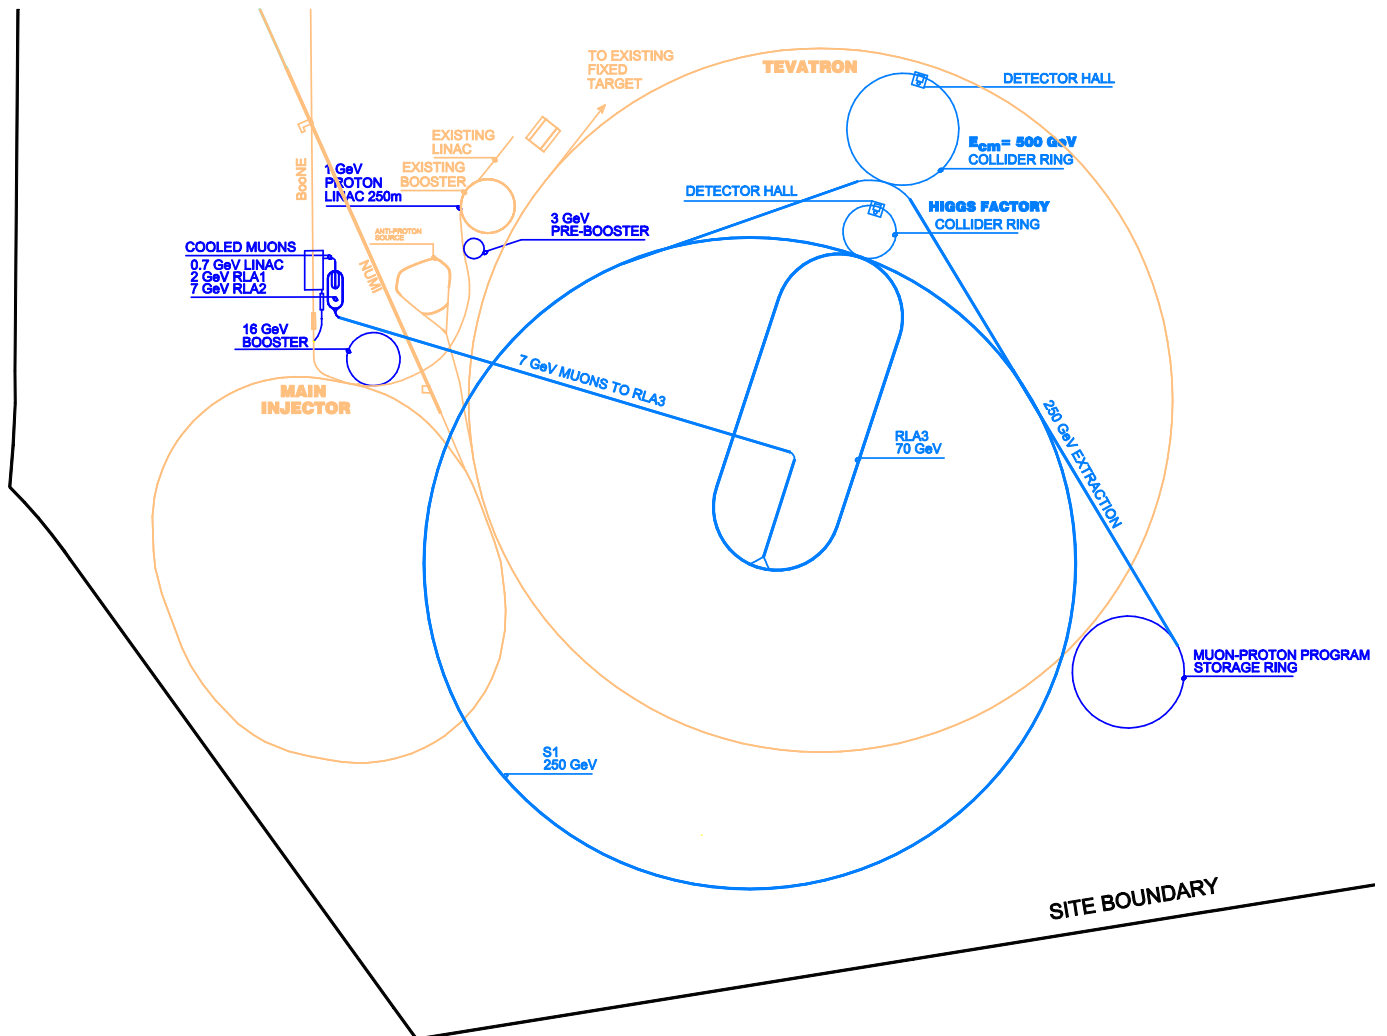 TO EXISTING
FIXED
TARGET
TEVATRON
DETECTOR HALL
Ecm= 500 GeV
COLLIDER RING
EXISTING
LINAC
EXISTING
BOOSTER
BooNE
1 GeV
PROTON
LINAC 250m
DETECTOR HALL
HIGGS FACTORY
COLLIDER RING
3 GeV
PRE-BOOSTER
ANTI-PROTON
SOURCE
COOLED MUONS
0.7 GeV LINAC
2 GeV RLA1
7 GeV RLA2
NUMI
16 GeV
BOOSTER
7 GeV MUONS TO RLA3
MAIN
INJECTOR
250 GeV EXTRACTION
RLA3
70 GeV
MUON-PROTON PROGRAM
STORAGE RING
S1
250 GeV
SITE BOUNDARY